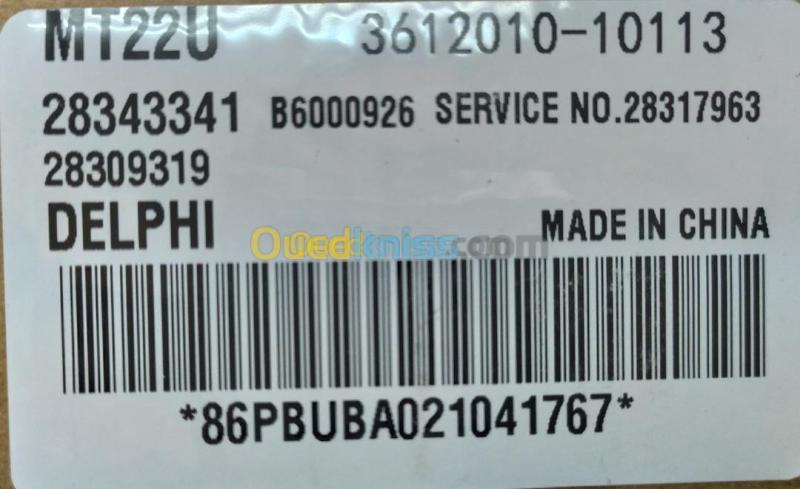 MT22U 3612010-10113
28343341 B6000926 SERVICE NO.28317963
28309319
DELPHI MADE IN CHINA
Ouedkniss.com
*86PBUBA021041767*